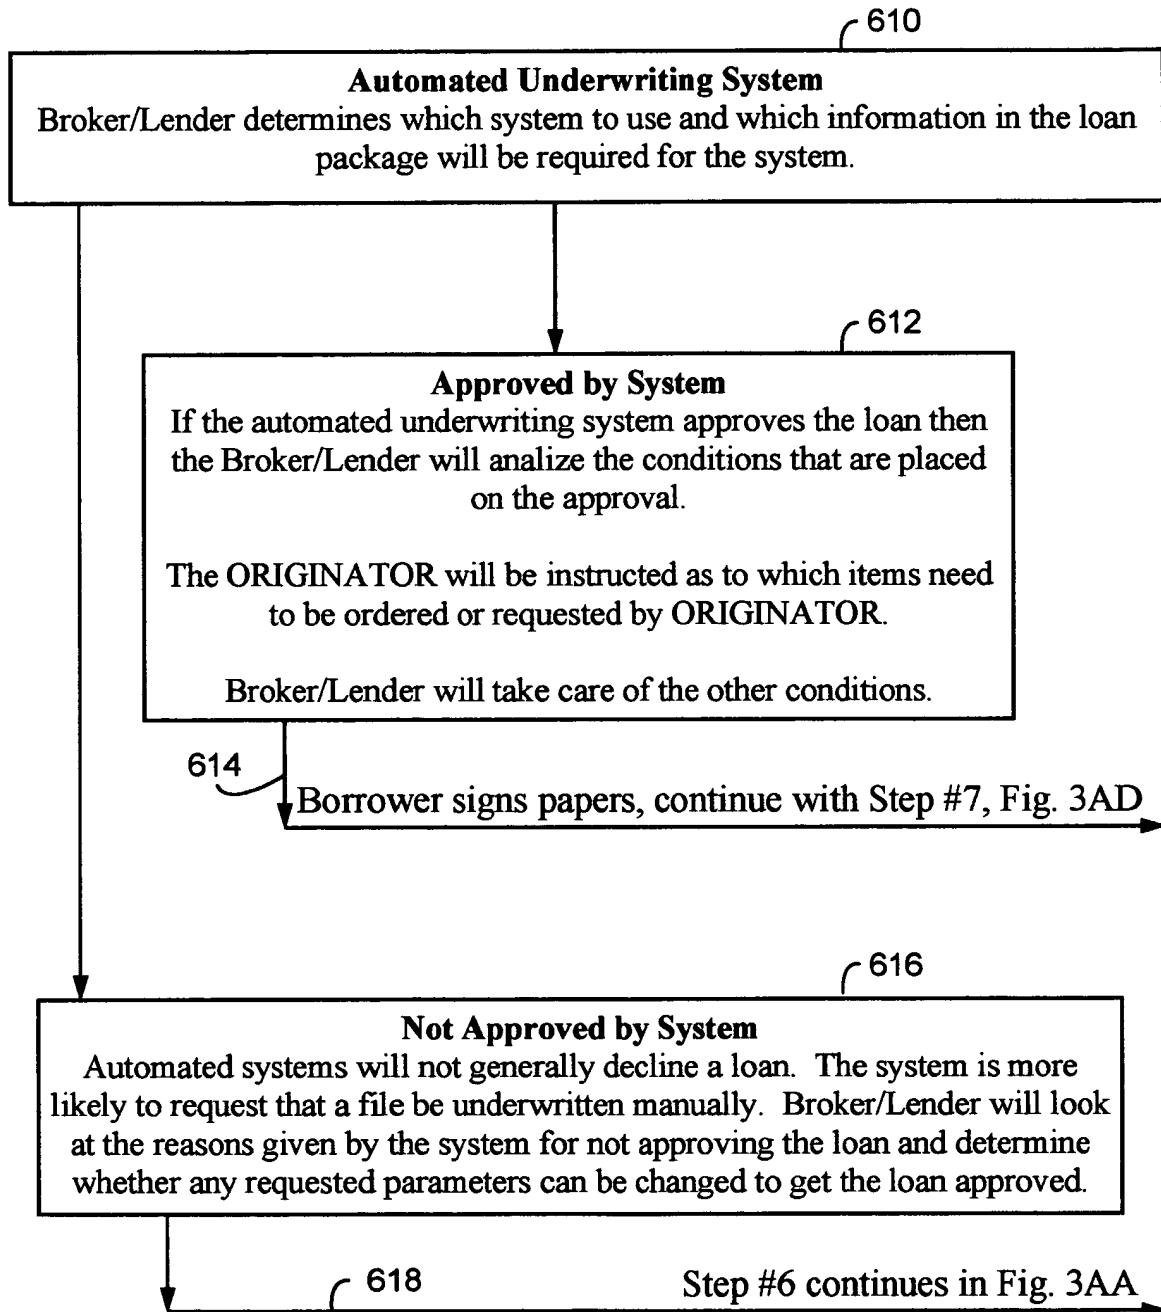 610
Automated Underwriting System
Broker/Lender determines which system to use and which information in the loan
package will be required for the system.
612
Approved by System
If the automated underwriting system approves the loan then
the Broker/Lender will analize the conditions that are placed
on the approval.
The ORIGINATOR will be instructed as to which items need
to be ordered or requested by ORIGINATOR.
Broker/Lender will take care of the other conditions.
614
Borrower signs papers, continue with Step #7, Fig. 3AD
616
Not Approved by System
Automated systems will not generally decline a loan.  The system is more
likely to request that a file be underwritten manually.  Broker/Lender will look
at the reasons given by the system for not approving the loan and determine
whether any requested parameters can be changed to get the loan approved.
618
Step #6 continues in Fig. 3AA